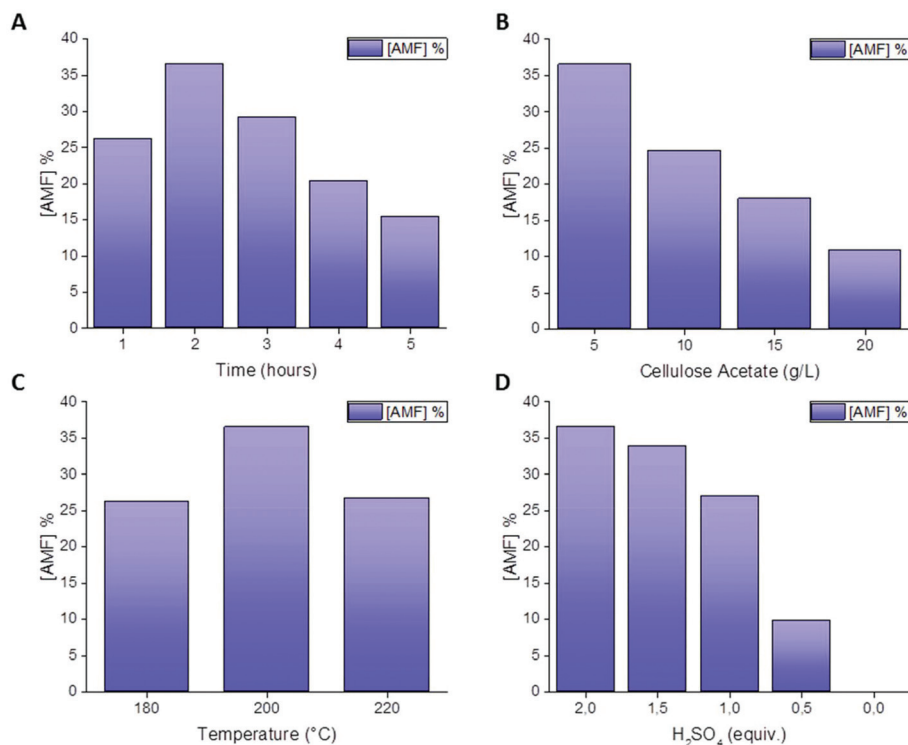 A
[AMF] %
40
35
30
25
20
15
10
5
0
[AMF] %
1 2 3 4 5
Time (hours)
B
[AMF] %
40
35
30
25
20
15
10
5
0
[AMF] %
5 10 15 20
Cellulose Acetate (g/L)
C
[AMF] %
40
35
30
25
20
15
10
5
0
[AMF] %
180 200 220
Temperature (°C)
D
[AMF] %
40
35
30
25
20
15
10
5
0
[AMF] %
2,0 1,5 1,0 0,5 0,0
H₂SO₄ (equiv.)